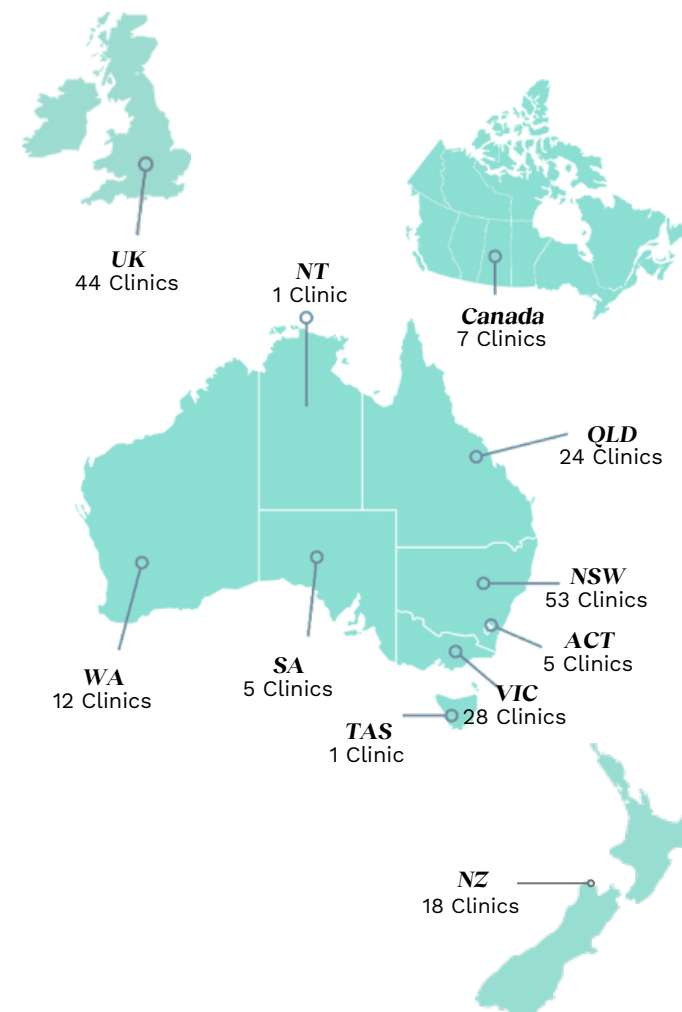 UK
44 Clinics
NT
1 Clinic
Canada
7 Clinics
QLD
24 Clinics
NSW
53 Clinics
ACT
5 Clinics
WA
12 Clinics
SA
5 Clinics
VIC
28 Clinics
TAS
1 Clinic
NZ
18 Clinics